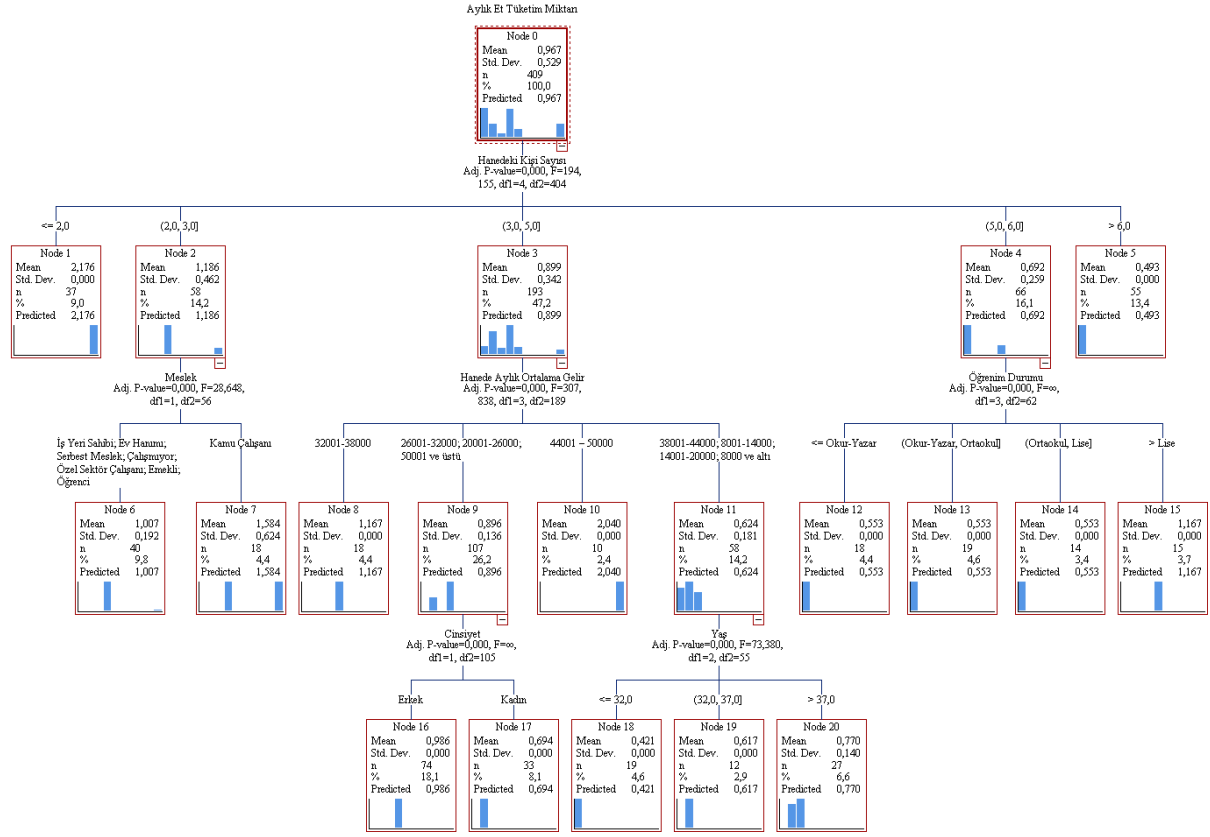 Aylık Et Tüketim Miktarı
Node 0
Mean 0,967
Std. Dev. 0,529
n 409
% 100,0
Predicted 0,967
Hanedeki Kişi Sayısı
Adj. P-value=0,000, F=194,
155, df1=4, df2=404
<= 2,0
(2,0, 3,0]
(3,0, 5,0]
(5,0, 6,0]
> 6,0
Node 1
Mean 2,176
Std. Dev. 0,000
n 37
% 9,0
Predicted 2,176
Node 2
Mean 1,186
Std. Dev. 0,462
n 58
% 14,2
Predicted 1,186
Node 3
Mean 0,899
Std. Dev. 0,342
n 193
% 47,2
Predicted 0,899
Node 4
Mean 0,692
Std. Dev. 0,259
n 66
% 16,1
Predicted 0,692
Node 5
Mean 0,493
Std. Dev. 0,000
n 55
% 13,4
Predicted 0,493
Meslek
Adj. P-value=0,000, F=28,648,
df1=1, df2=56
Hanede Aylık Ortalama Gelir
Adj. P-value=0,000, F=307,
838, df1=3, df2=189
Öğrenim Durumu
Adj. P-value=0,000, F=∞,
df1=3, df2=62
İş Yeri Sahibi; Ev Hanımı;
Serbest Meslek; Çalışmıyor;
Özel Sektör Çalışanı; Emekli;
Öğrenci
Kamu Çalışanı
32001-38000
26001-32000; 20001-26000;
50001 ve üstü
44001 – 50000
38001-44000; 8001-14000;
14001-20000; 8000 ve altı
<= Okur-Yazar
(Okur-Yazar, Ortaokul]
(Ortaokul, Lise]
> Lise
Node 6
Mean 1,007
Std. Dev. 0,192
n 40
% 9,8
Predicted 1,007
Node 7
Mean 1,584
Std. Dev. 0,624
n 18
% 4,4
Predicted 1,584
Node 8
Mean 1,167
Std. Dev. 0,000
n 18
% 4,4
Predicted 1,167
Node 9
Mean 0,896
Std. Dev. 0,136
n 107
% 26,2
Predicted 0,896
Node 10
Mean 2,040
Std. Dev. 0,000
n 10
% 2,4
Predicted 2,040
Node 11
Mean 0,624
Std. Dev. 0,181
n 58
% 14,2
Predicted 0,624
Node 12
Mean 0,553
Std. Dev. 0,000
n 18
% 4,4
Predicted 0,553
Node 13
Mean 0,553
Std. Dev. 0,000
n 19
% 4,6
Predicted 0,553
Node 14
Mean 0,553
Std. Dev. 0,000
n 14
% 3,4
Predicted 0,553
Node 15
Mean 1,167
Std. Dev. 0,000
n 15
% 3,7
Predicted 1,167
Cinsiyet
Adj. P-value=0,000, F=∞,
df1=1, df2=105
Yaş
Adj. P-value=0,000, F=73,380,
df1=2, df2=55
Erkek
Kadın
<= 32,0
(32,0, 37,0]
> 37,0
Node 16
Mean 0,986
Std. Dev. 0,000
n 74
% 18,1
Predicted 0,986
Node 17
Mean 0,694
Std. Dev. 0,000
n 33
% 8,1
Predicted 0,694
Node 18
Mean 0,421
Std. Dev. 0,000
n 19
% 4,6
Predicted 0,421
Node 19
Mean 0,617
Std. Dev. 0,000
n 12
% 2,9
Predicted 0,617
Node 20
Mean 0,770
Std. Dev. 0,140
n 27
% 6,6
Predicted 0,770